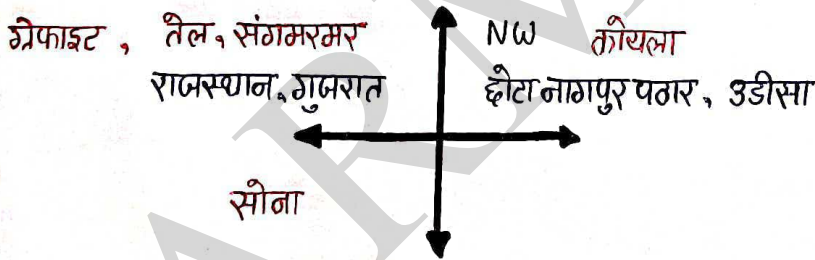 ग्रेफाइट, तेल, संगमरमर
राजस्थान, गुजरात
NW कोयला
छोटा नागपुर पठार, उडीसा
सोना